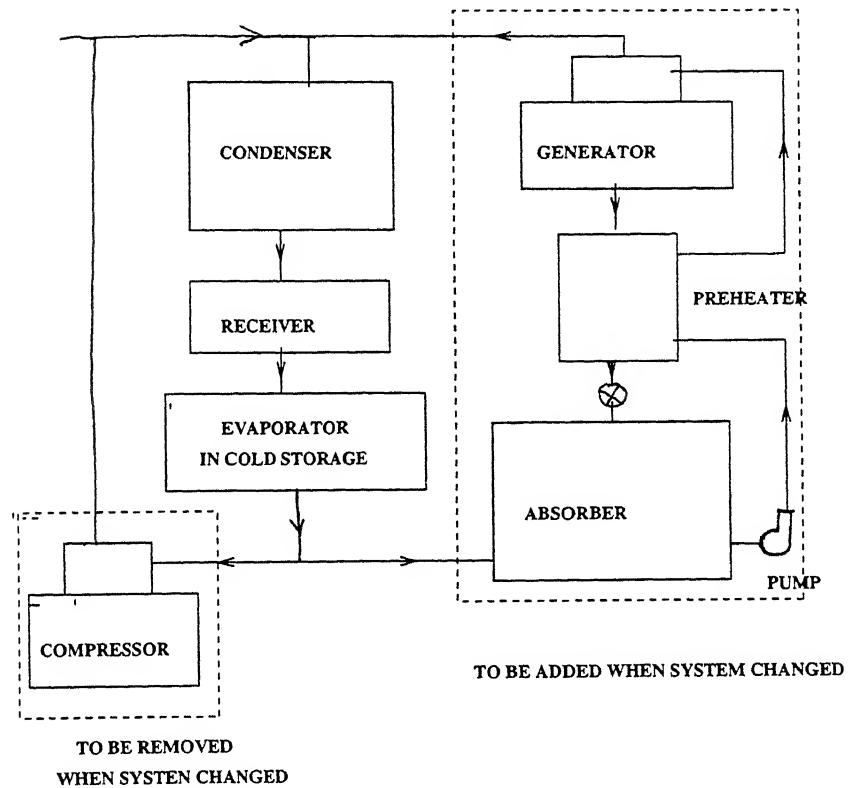 CONDENSER
GENERATOR
PREHEATER
RECEIVER
EVAPORATOR
IN COLD STORAGE
ABSORBER
PUMP
COMPRESSOR
TO BE ADDED WHEN SYSTEM CHANGED
TO BE REMOVED
WHEN SYSTEN CHANGED